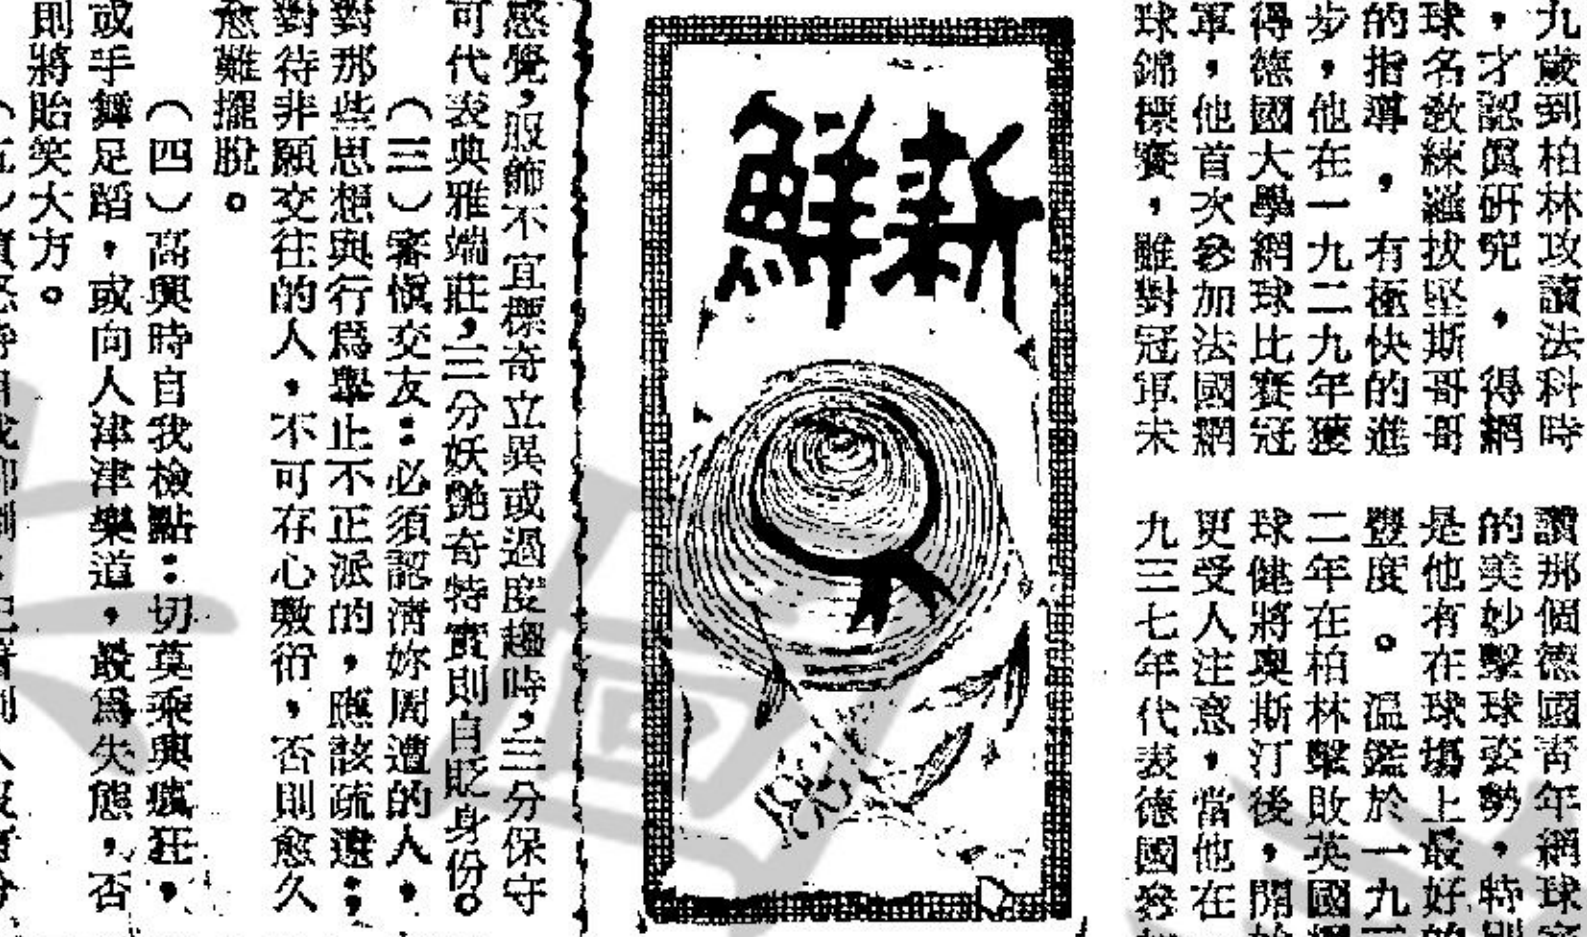 九歲到柏林攻讀法科時
，才認眞研究，得網
球名教練羅拔堅斯哥哥
的指導，有極快的進
步，他在一九二九年獲
得德國大學網球比賽冠
軍，他首次參加法國網
球錦標賽，雖對冠軍未
讚那個德國青年網球家
的美妙擊球姿勢，特別
是他有在球場上最好的
豐度。溫鑑於一九三
二年在柏林擊敗英國網
球健將奧斯汀後，開始
更受人注意，當他在
九三七年代表德國參加
新鮮
感覺，服飾不宜標奇立異或過度趨時，三分保守
可代表典雅端莊，三分妖艷奇特實則自貶身份。
（三）審慎交友：必須認清妳周遭的人，
對那些思想與行爲舉止不正派的，應該疏遠；
對待非願交往的人，不可存心敷衍，否則愈久
愈難擺脫。
（四）高興時自我檢點：切莫乘興瘋狂，
或手舞足蹈，或向人津津樂道，最爲失態，否
則將貽笑大方。